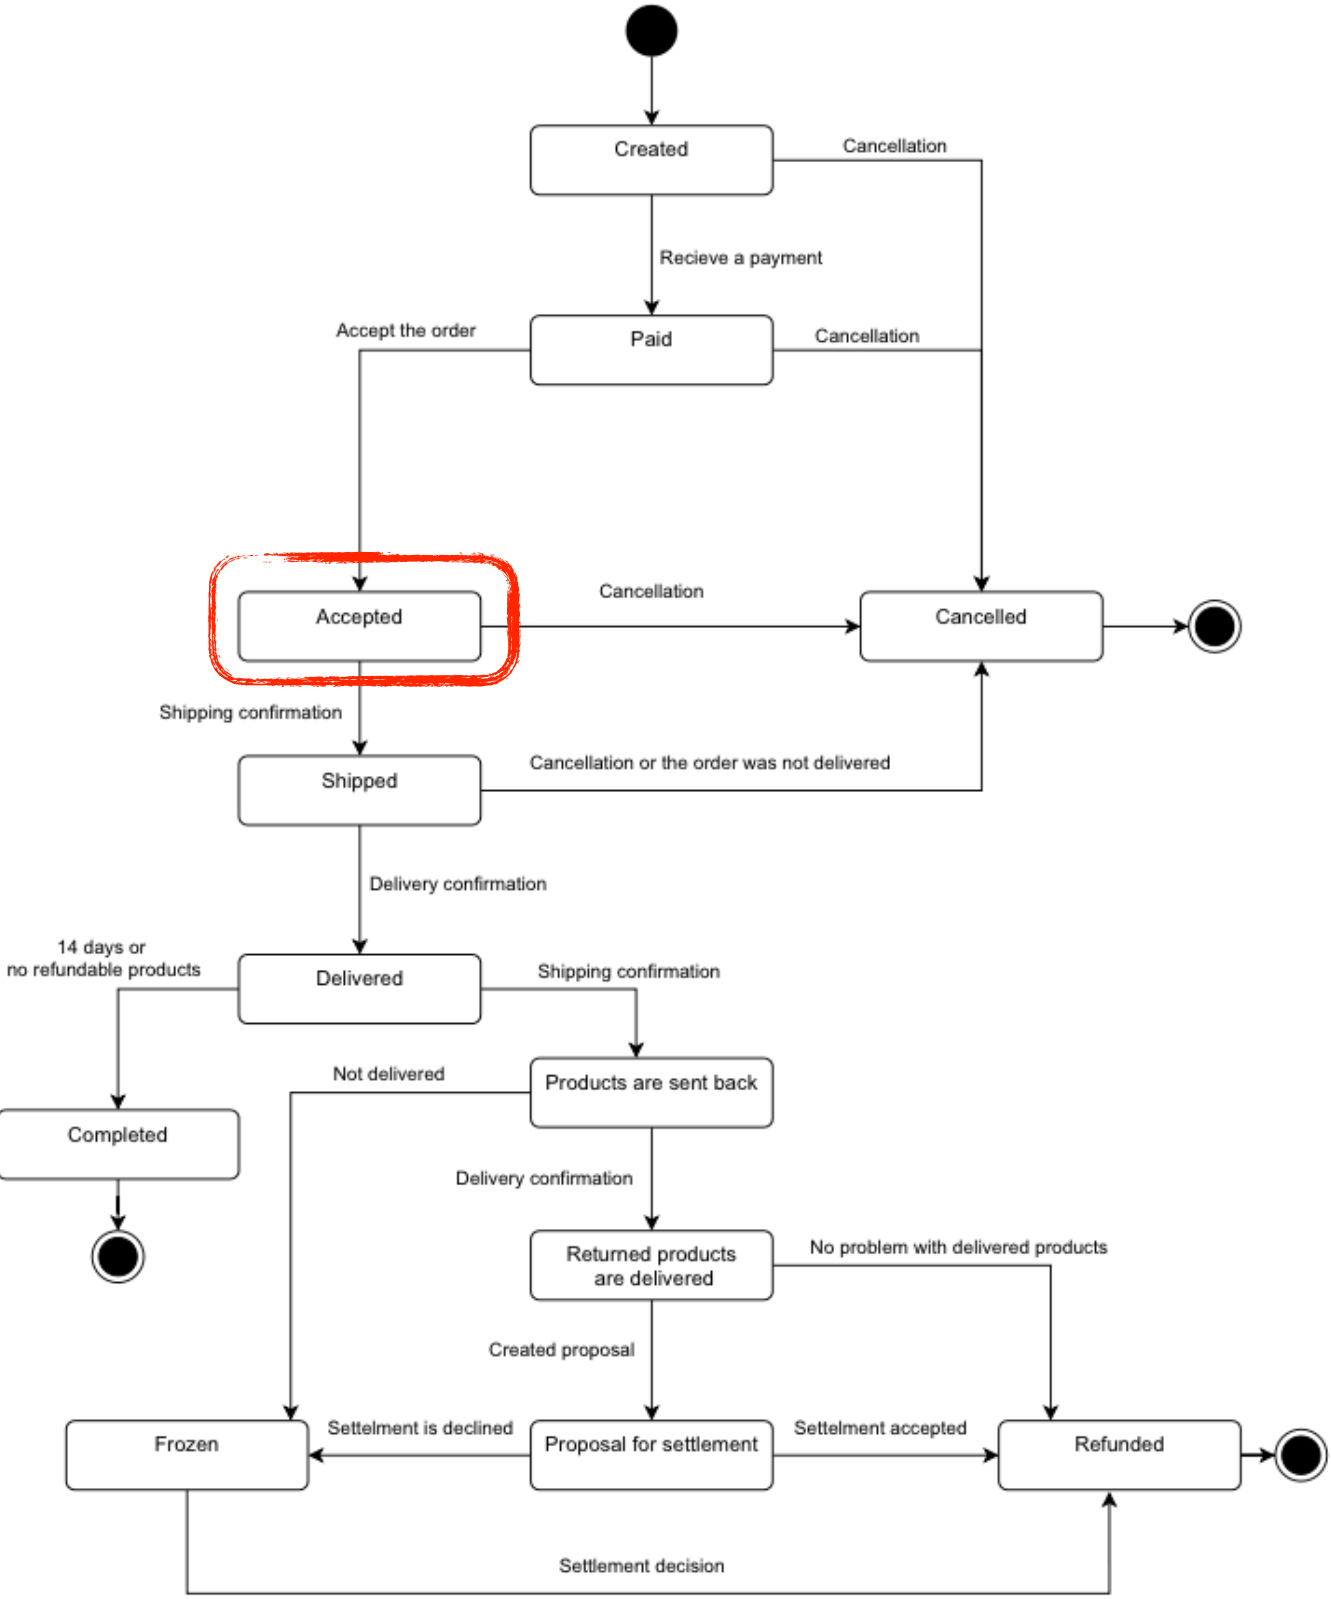 Created
Cancellation
Recieve a payment
Accept the order
Paid
Cancellation
Accepted
Cancellation
Cancelled
Shipping confirmation
Shipped
Cancellation or the order was not delivered
Delivery confirmation
14 days or
no refundable products
Delivered
Shipping confirmation
Not delivered
Products are sent back
Completed
Delivery confirmation
Returned products
are delivered
No problem with delivered products
Created proposal
Frozen
Settelment is declined
Proposal for settlement
Settelment accepted
Refunded
Settlement decision